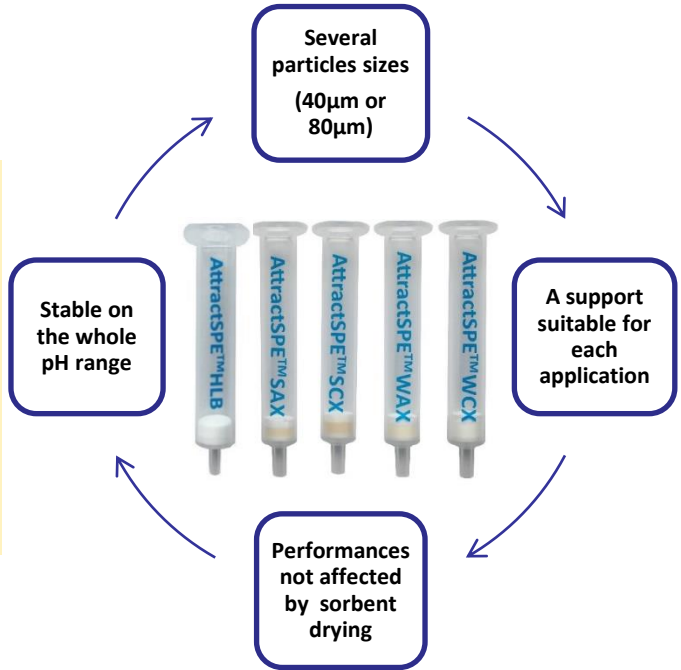 Several
particles sizes
(40µm or
80µm)
Stable on
the whole
pH range
AttractSPE™HLB
AttractSPE™SAX
AttractSPE™SCX
AttractSPE™WAX
AttractSPE™WCX
A support
suitable for
each
application
Performances
not affected
by sorbent
drying